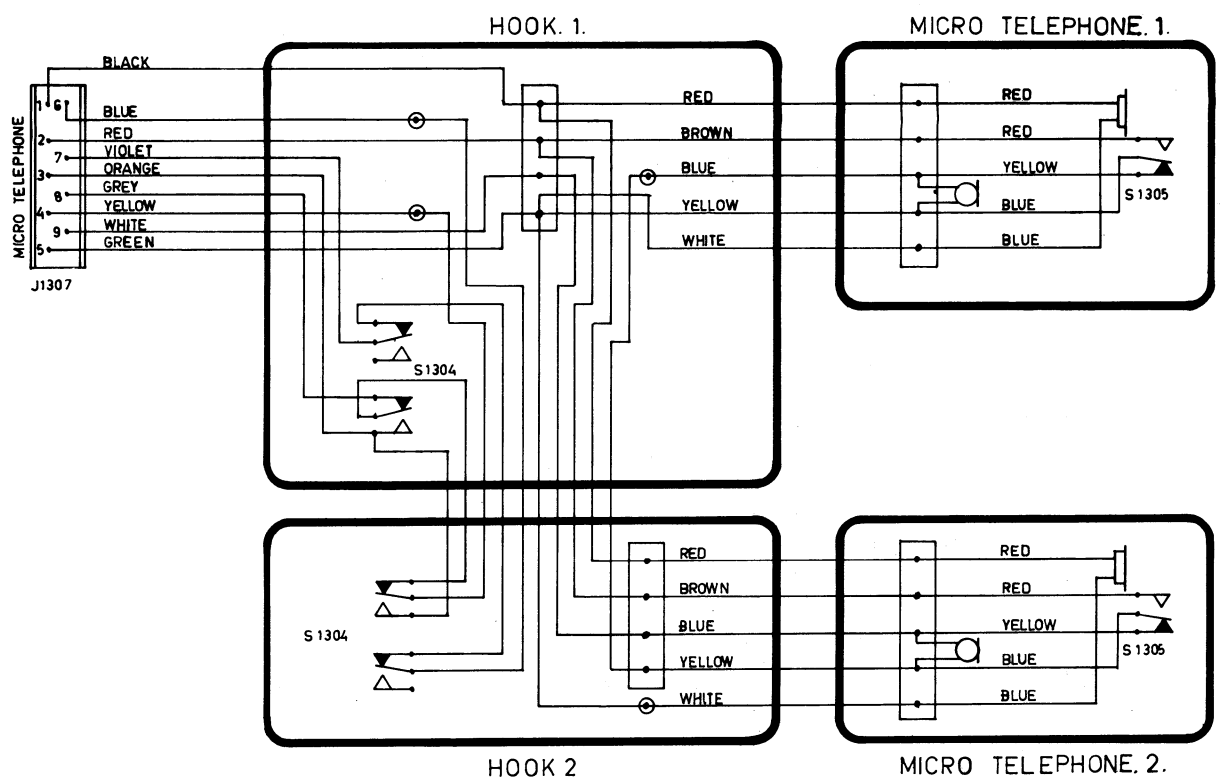 HOOK. 1.
MICRO TELEPHONE. 1.
MICRO TELEPHONE
1 6
2
7
3
8
4
9
5
J1307
BLACK
BLUE
RED
VIOLET
ORANGE
GREY
YELLOW
WHITE
GREEN
S 1304
RED
BROWN
BLUE
YELLOW
WHITE
RED
RED
YELLOW
BLUE
BLUE
S 1305
S 1304
RED
BROWN
BLUE
YELLOW
WHITE
RED
RED
YELLOW
BLUE
BLUE
S 1305
HOOK 2
MICRO TELEPHONE. 2.